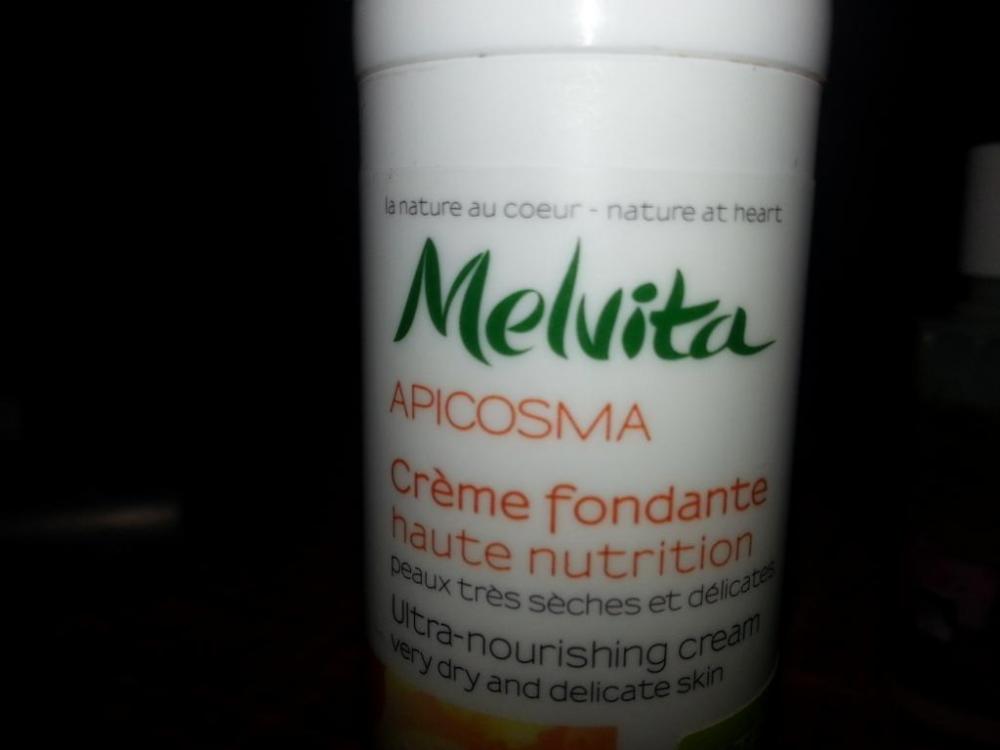 la nature au coeur - nature at heart
Melvita
APICOSMA
Crème fondante
haute nutrition
peaux très sèches et délicates
Ultra-nourishing cream
very dry and delicate skin